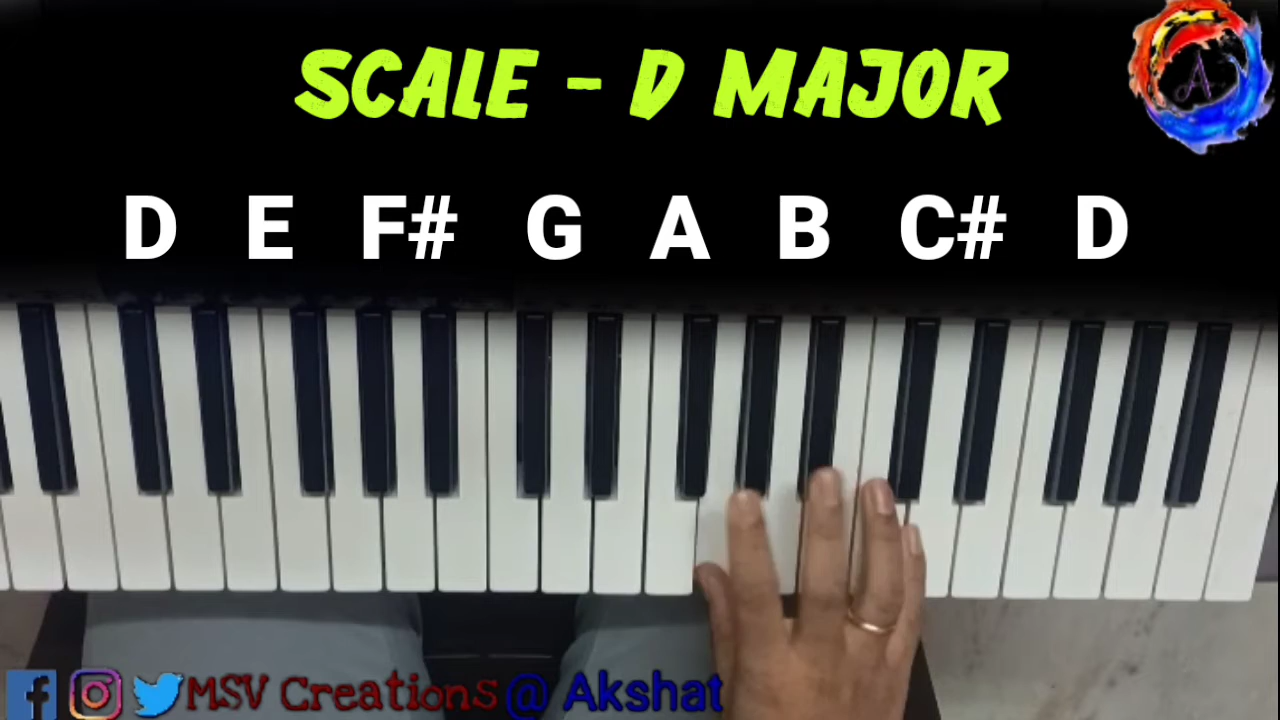 SCALE - D MAJOR
A
D E F# G A B C# D
MSV Creations @ Akshat